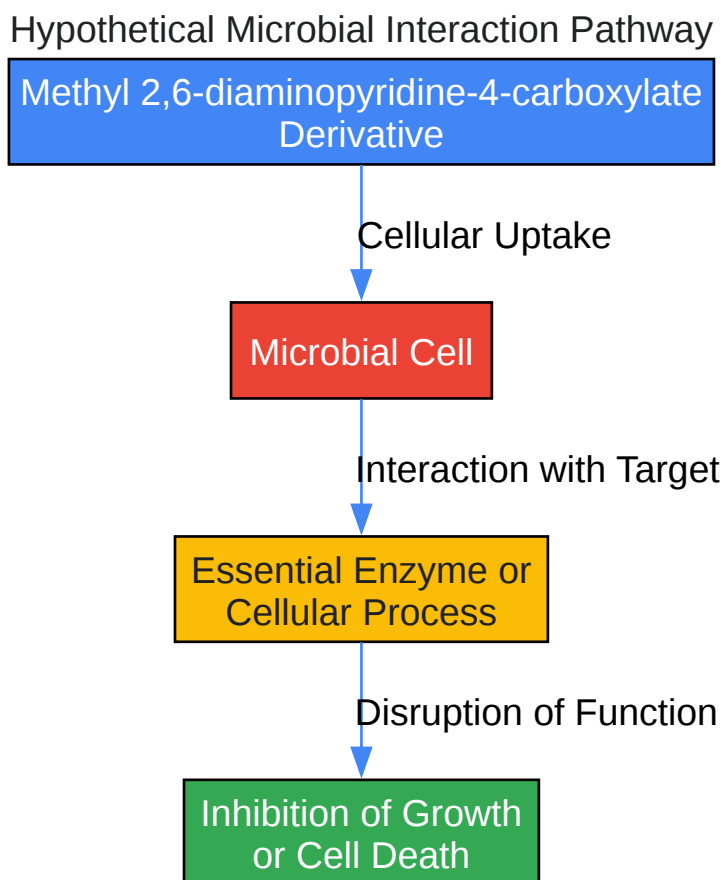 Hypothetical Microbial Interaction Pathway
Methyl 2,6-diaminopyridine-4-carboxylate
Derivative
Cellular Uptake
Microbial Cell
Interaction with Target
Essential Enzyme or
Cellular Process
Disruption of Function
Inhibition of Growth
or Cell Death